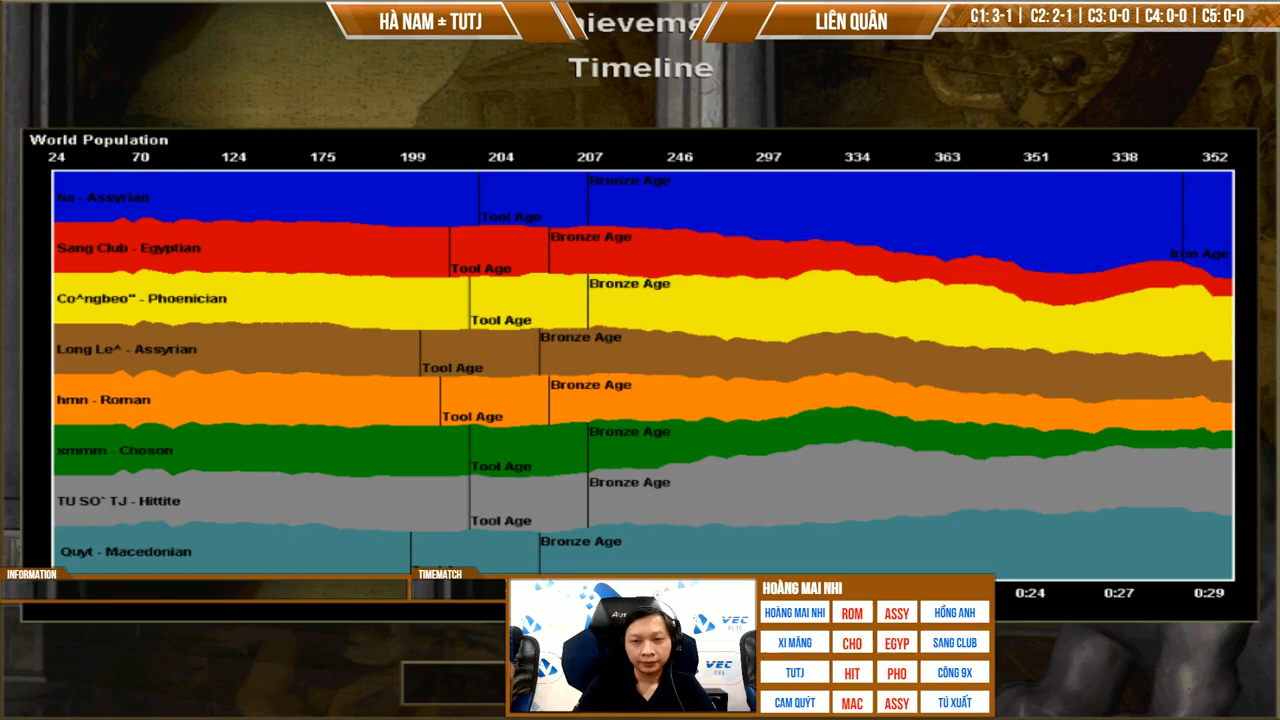 HÀ NAM + TUTJ
LIÊN QUÂN
C1: 3-1 | C2: 2-1 | C3: 0-0 | C4: 0-0 | C5: 0-0
Timeline
World Population
24 70 124 175 199 204 207 246 297 334 363 351 338 352
ha - Assyrian
Tool Age
Bronze Age
Iron Age
Sang Club - Egyptian
Tool Age
Bronze Age
Co^ngbeo" - Phoenician
Tool Age
Bronze Age
Long Le^ - Assyrian
Tool Age
Bronze Age
hmn - Roman
Tool Age
Bronze Age
xmmm - Choson
Tool Age
Bronze Age
TU SO` TJ - Hittite
Tool Age
Bronze Age
Quyt - Macedonian
Bronze Age
0:24 0:27 0:29
INFORMATION
TIMEMATCH
VEC
VEC
HOÀNG MAI NHI
HOÀNG MAI NHI ROM ASSY HỒNG ANH
XI MĂNG CHO EGYP SANG CLUB
TUTJ HIT PHO CÔNG 9X
CAM QUÝT MAC ASSY TÚ XUẤT